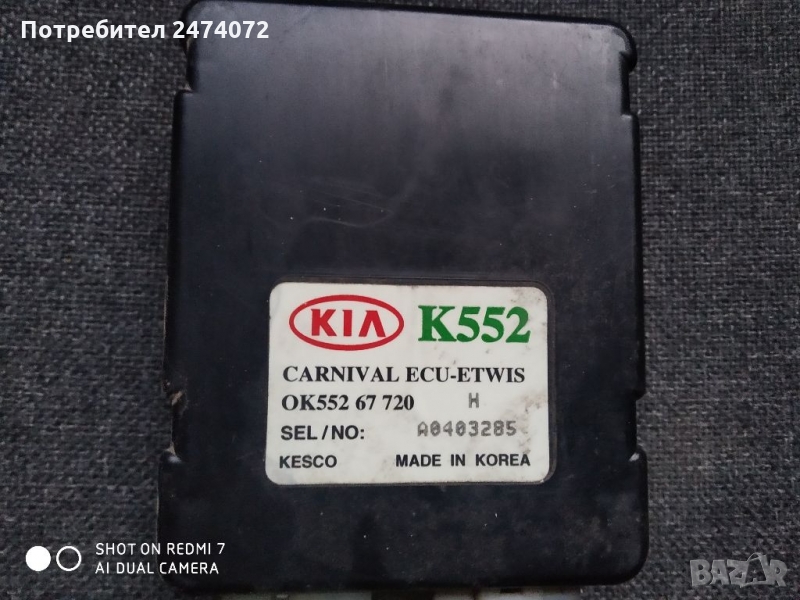 Потребител 2474072
KIA K552
CARNIVAL ECU-ETWIS
OK552 67 720 H
SEL/NO: A0403285
KESCO MADE IN KOREA
SHOT ON REDMI 7
AI DUAL CAMERA
BAZAR